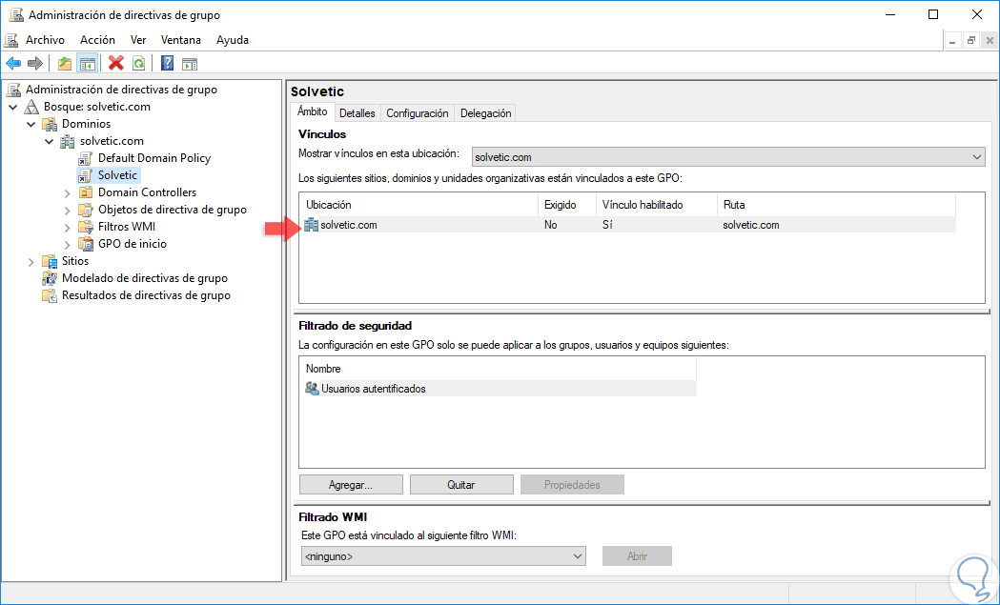 Administración de directivas de grupo
Archivo Acción Ver Ventana Ayuda
Administración de directivas de grupo
Bosque: solvetic.com
Dominios
solvetic.com
Default Domain Policy
Solvetic
Domain Controllers
Objetos de directiva de grupo
Filtros WMI
GPO de inicio
Sitios
Modelado de directivas de grupo
Resultados de directivas de grupo
Solvetic
Ámbito Detalles Configuración Delegación
Vínculos
Mostrar vínculos en esta ubicación: solvetic.com
Los siguientes sitios, dominios y unidades organizativas están vinculados a este GPO:
Ubicación Exigido Vínculo habilitado Ruta
solvetic.com No Sí solvetic.com
Filtrado de seguridad
La configuración en este GPO solo se puede aplicar a los grupos, usuarios y equipos siguientes:
Nombre
Usuarios autentificados
Agregar... Quitar Propiedades
Filtrado WMI
Este GPO está vinculado al siguiente filtro WMI:
<ninguno> Abrir